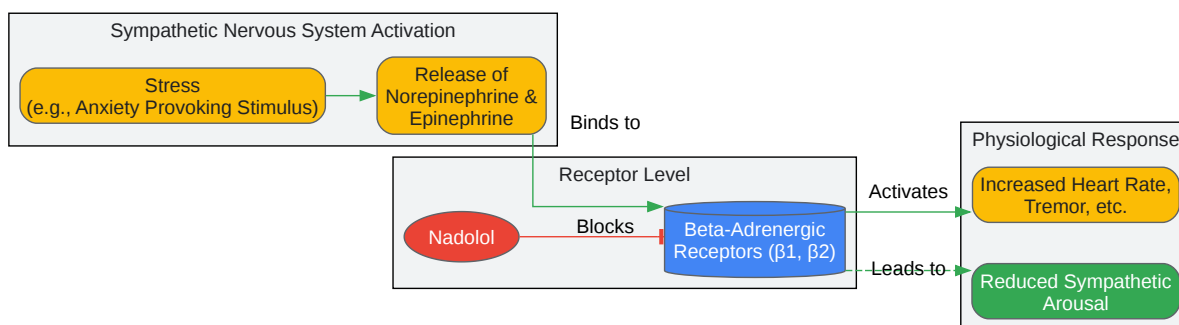 Sympathetic Nervous System Activation
Stress
(e.g., Anxiety Provoking Stimulus)
Release of
Norepinephrine &
Epinephrine
Binds to
Receptor Level
Nadolol
Blocks
Beta-Adrenergic
Receptors (β1, β2)
Activates
Leads to
Physiological Response
Increased Heart Rate,
Tremor, etc.
Reduced Sympathetic
Arousal